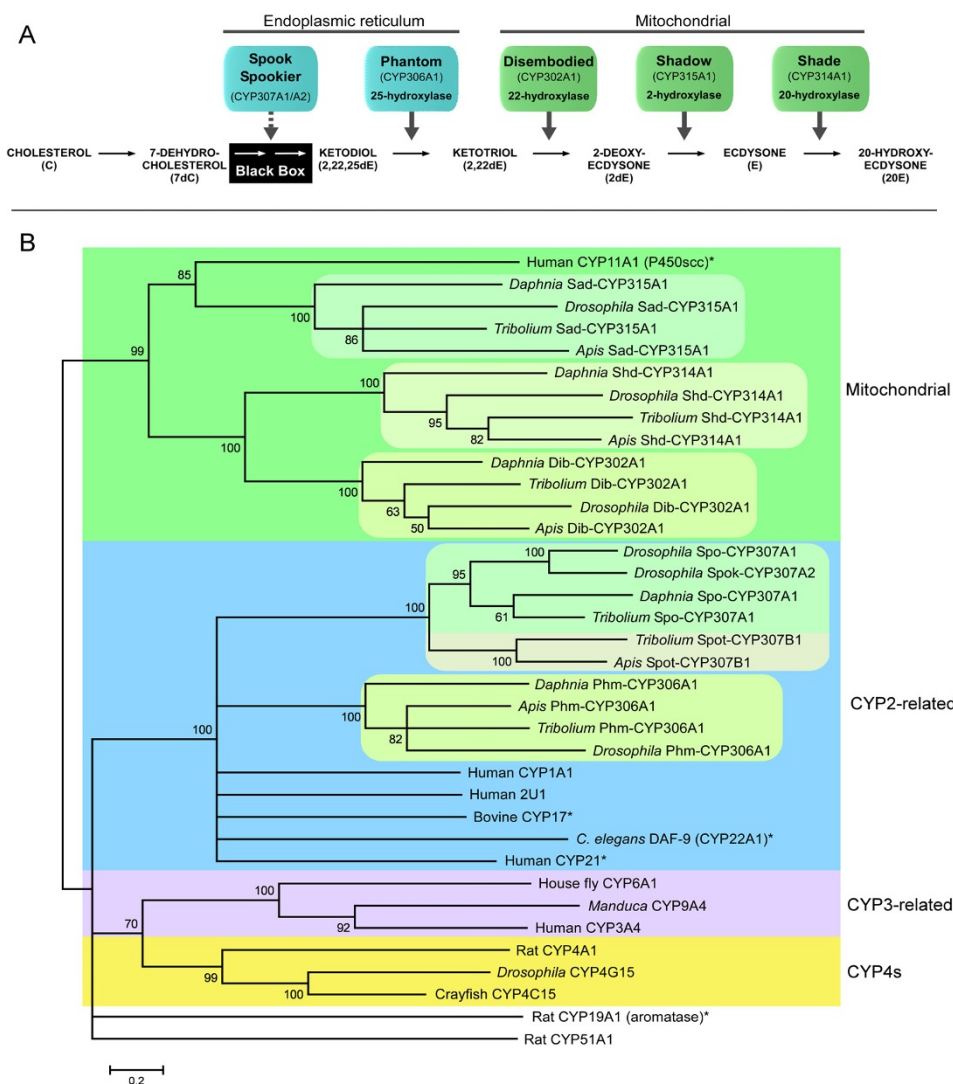 A
Endoplasmic reticulum
Mitochondrial
Spook
Spookier
(CYP307A1/A2)
Phantom
(CYP306A1)
25-hydroxylase
Disembodied
(CYP302A1)
22-hydroxylase
Shadow
(CYP315A1)
2-hydroxylase
Shade
(CYP314A1)
20-hydroxylase
CHOLESTEROL
(C)
7-DEHYDRO-
CHOLESTEROL
(7dC)
Black Box
KETODIOL
(2,22,25dE)
KETOTRIOL
(2,22dE)
2-DEOXY-
ECDYSONE
(2dE)
ECDYSONE
(E)
20-HYDROXY-
ECDYSONE
(20E)
B
Human CYP11A1 (P450scc)*
85
Daphnia Sad-CYP315A1
Drosophila Sad-CYP315A1
100
Tribolium Sad-CYP315A1
86
Apis Sad-CYP315A1
99
Daphnia Shd-CYP314A1
100
Mitochondrial
Drosophila Shd-CYP314A1
95
Tribolium Shd-CYP314A1
82
Apis Shd-CYP314A1
100
Daphnia Dib-CYP302A1
Tribolium Dib-CYP302A1
100
63
Drosophila Dib-CYP302A1
50
Apis Dib-CYP302A1
100
Drosophila Spo-CYP307A1
95
Drosophila Spok-CYP307A2
Daphnia Spo-CYP307A1
100
61
Tribolium Spo-CYP307A1
Tribolium Spot-CYP307B1
100
Apis Spot-CYP307B1
Daphnia Phm-CYP306A1
CYP2-related
Apis Phm-CYP306A1
100
Tribolium Phm-CYP306A1
82
Drosophila Phm-CYP306A1
100
Human CYP1A1
Human 2U1
Bovine CYP17*
C. elegans DAF-9 (CYP22A1)*
Human CYP21*
House fly CYP6A1
100
Manduca CYP9A4
CYP3-related
70
92
Human CYP3A4
Rat CYP4A1
99
Drosophila CYP4G15
CYP4s
100
Crayfish CYP4C15
Rat CYP19A1 (aromatase)*
Rat CYP51A1
0.2